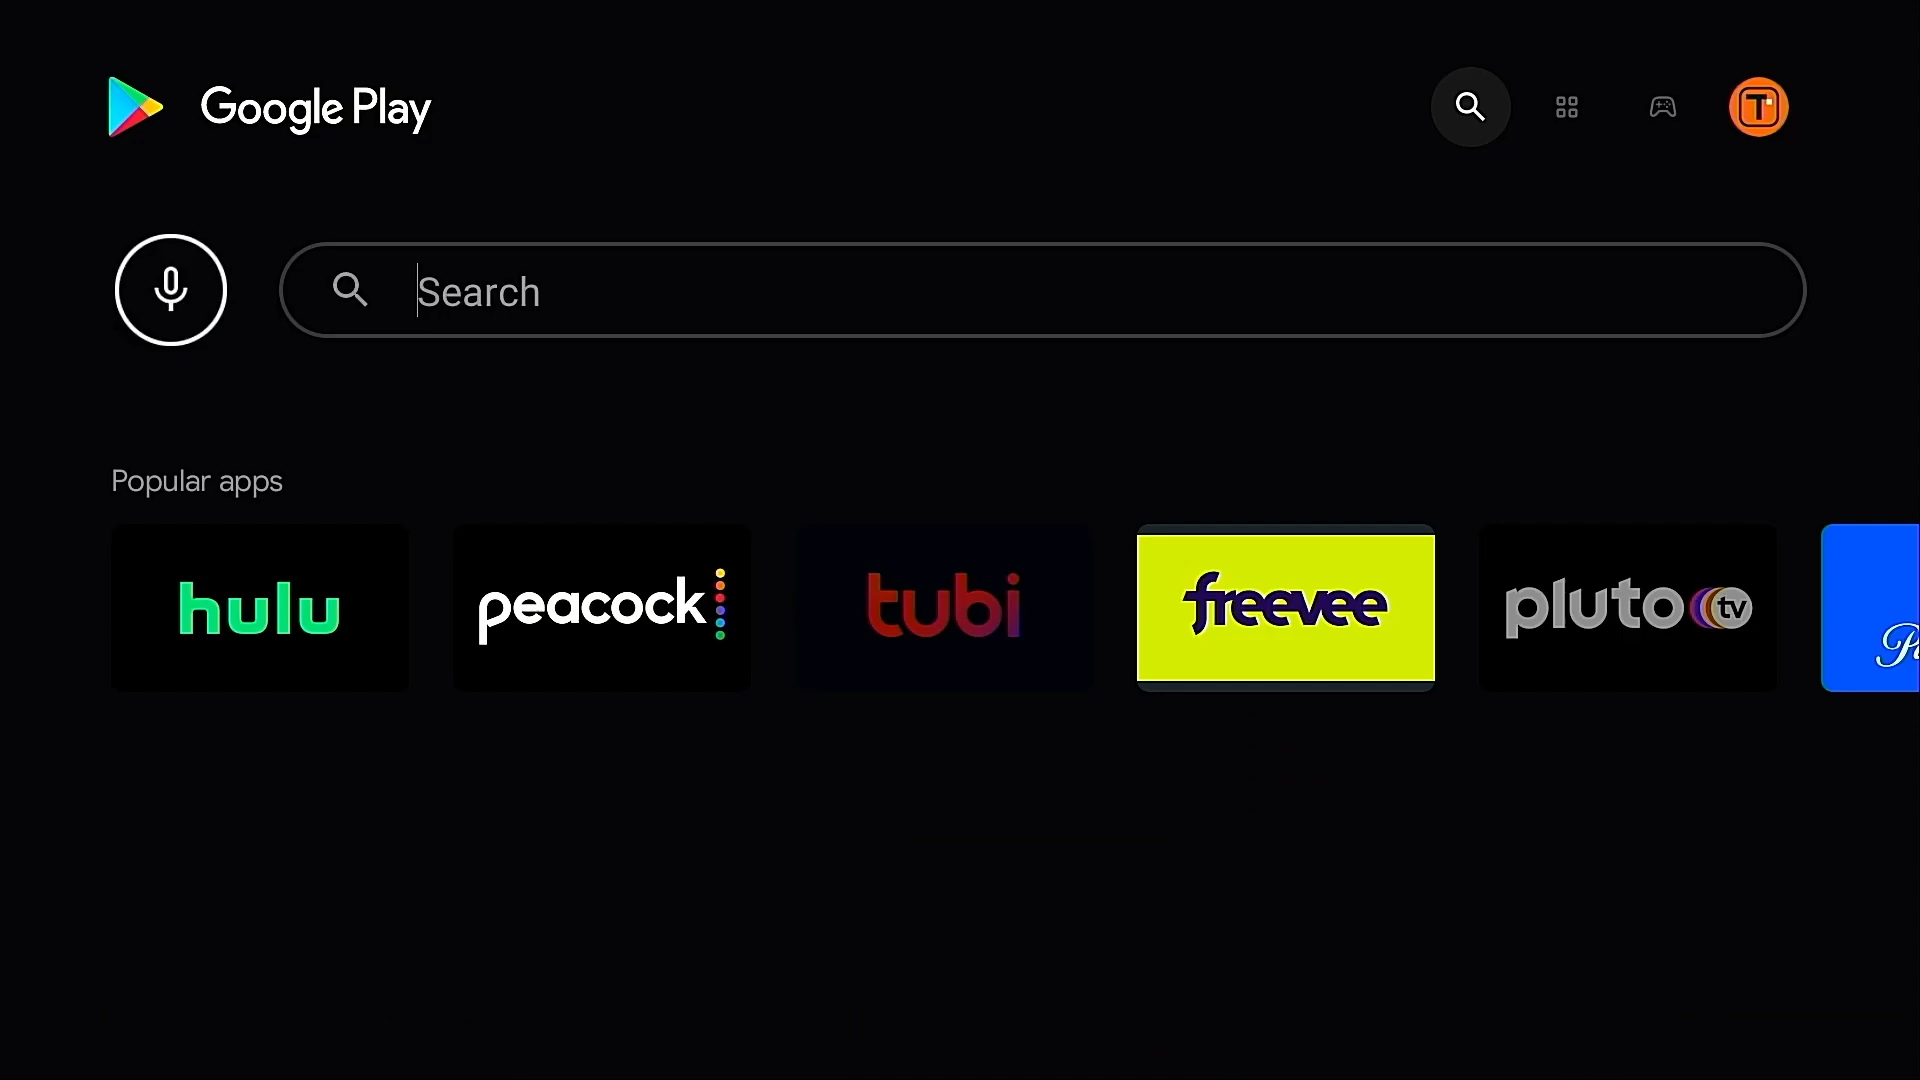 Google Play
T
Search
Popular apps
hulu
peacock
tubi
freevee
pluto tv